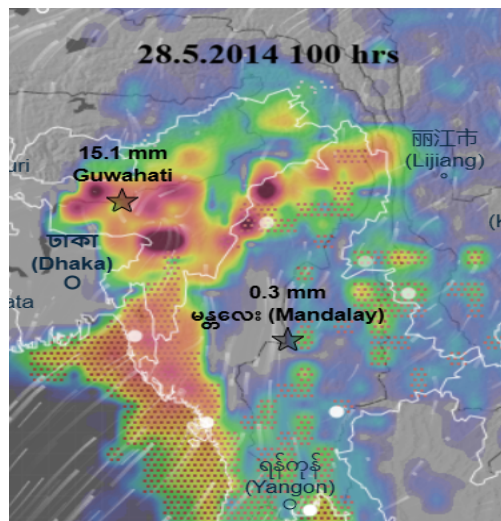 28.5.2014 100 hrs
15.1 mm
Guwahati
丽江市
(Lijiang)
uri
ঢাকা
(Dhaka)
(K
ata
0.3 mm
မန္တလေး (Mandalay)
ရန်ကုန်
(Yangon)